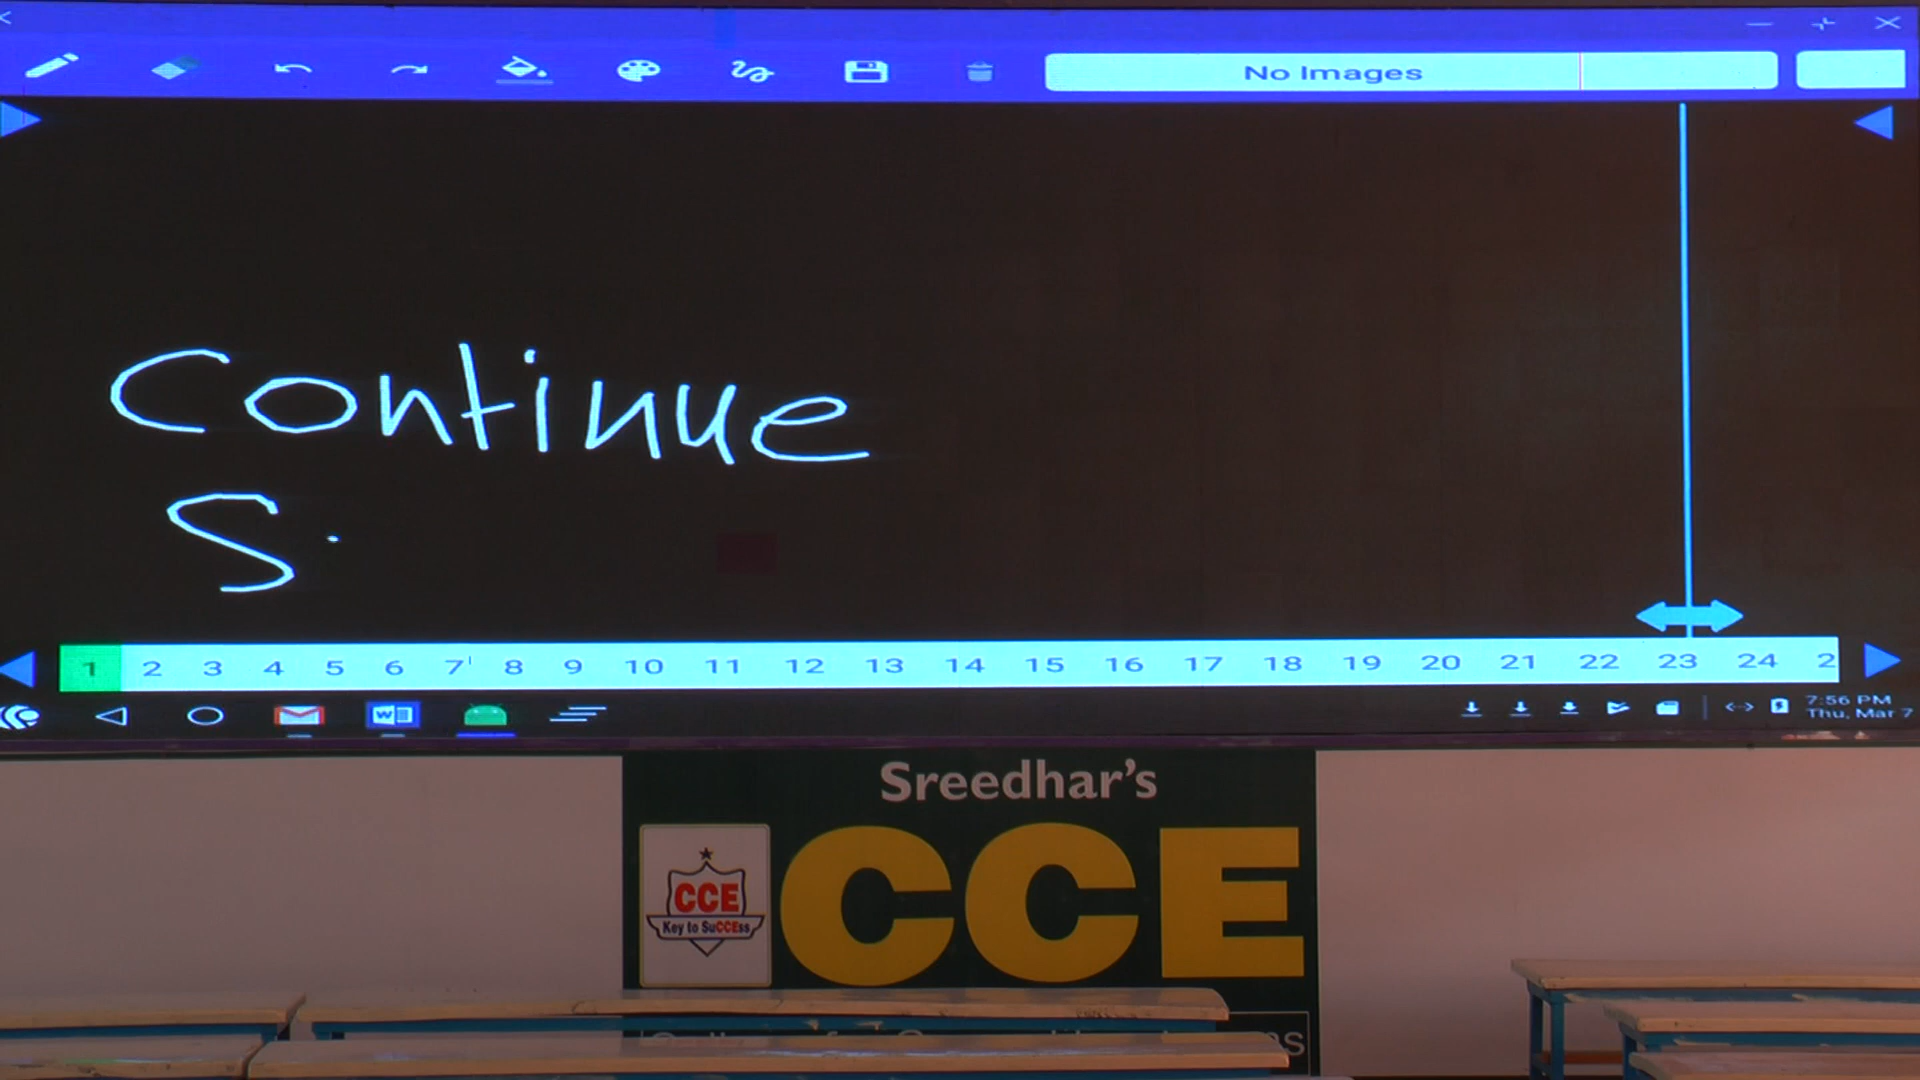 No Images
Continue
S.
1 2 3 4 5 6 7 8 9 10 11 12 13 14 15 16 17 18 19 20 21 22 23 24 2
7:56 PM
Thu, Mar 7
Sreedhar's
CCE
CCE
Key to SuCCEss